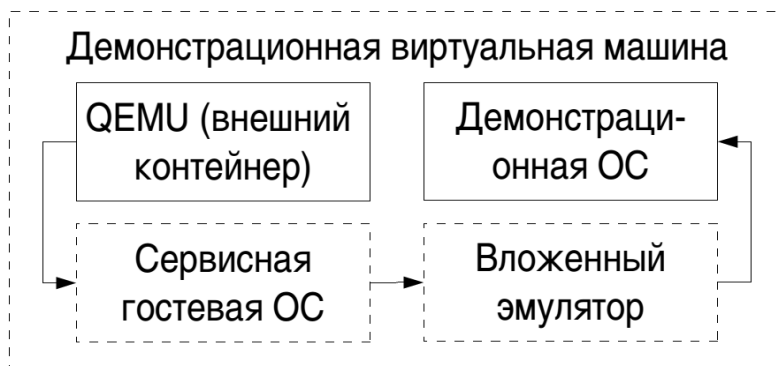 Демонстрационная виртуальная машина
QEMU (внешний
контейнер)
Демонстраци-
онная ОС
Сервисная
гостевая ОС
Вложенный
эмулятор